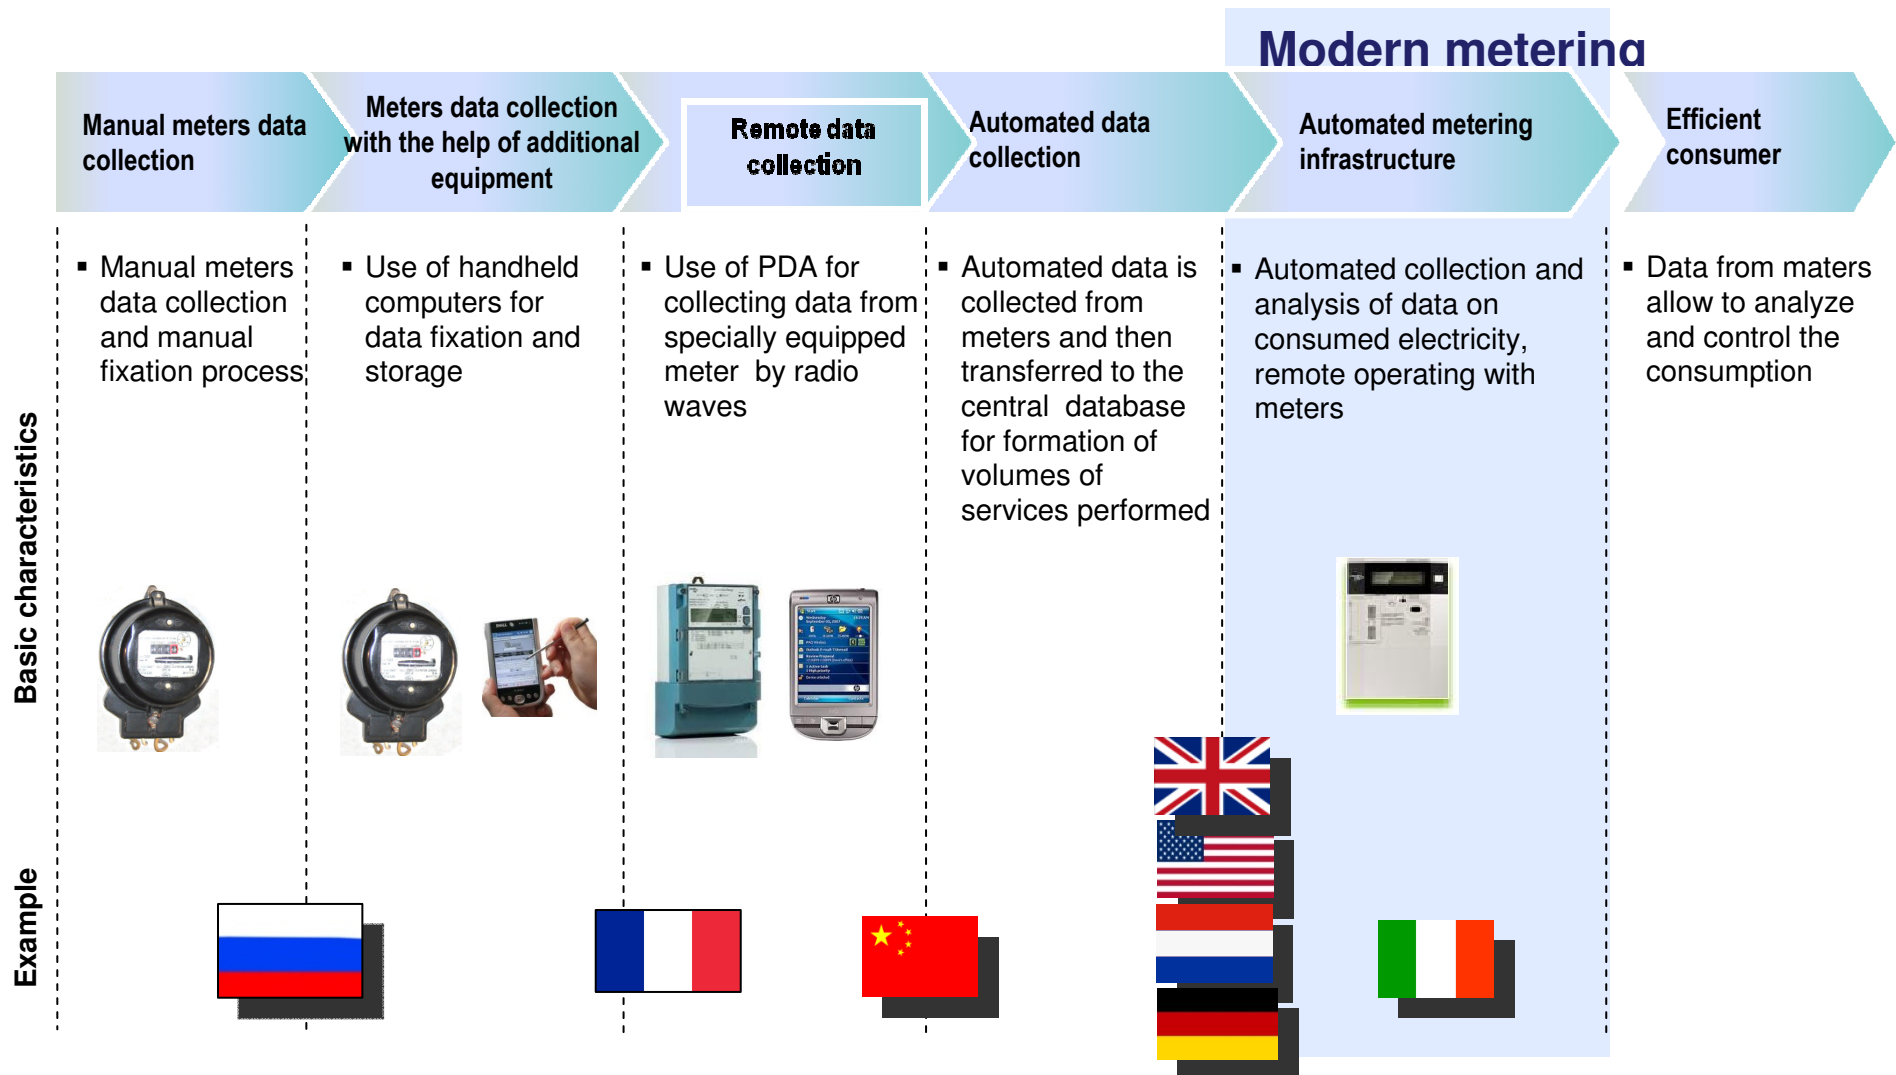 Modern metering
Manual meters data
collection
Meters data collection
with the help of additional
equipment
Remote data
collection
Automated data
collection
Automated metering
infrastructure
Efficient
consumer
Basic characteristics
▪ Manual meters
data collection
and manual
fixation process
▪ Use of handheld
computers for
data fixation and
storage
▪ Use of PDA for
collecting data from
specially equipped
meter by radio
waves
▪ Automated data is
collected from
meters and then
transferred to the
central database
for formation of
volumes of
services performed
▪ Automated collection and
analysis of data on
consumed electricity,
remote operating with
meters
▪ Data from maters
allow to analyze
and control the
consumption
Example